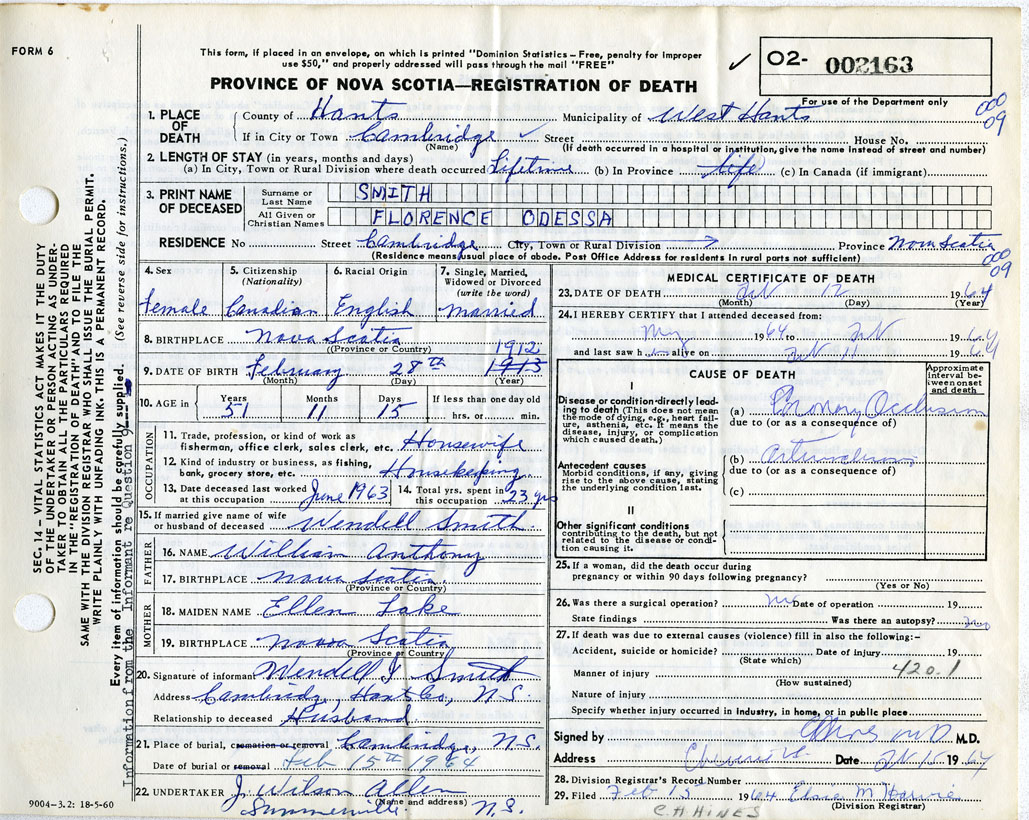 FORM 6
This form, if placed in an envelope, on which is printed "Dominion Statistics – Free, penalty for improper
use $50," and properly addressed will pass through the mail "FREE"
✓ O2- 002163
PROVINCE OF NOVA SCOTIA—REGISTRATION OF DEATH
For use of the Department only
000
09
1. PLACE OF DEATH
County of Hants Municipality of West Hants
If in City or Town Cambridge ✓ Street House No.
(Name) (If death occurred in a hospital or institution, give the name instead of street and number)
2. LENGTH OF STAY (in years, months and days)
(a) In City, Town or Rural Division where death occurred Lifetime (b) In Province Life (c) In Canada (if immigrant)
3. PRINT NAME OF DECEASED
Surname or Last Name SMITH
All Given or Christian Names FLORENCE ODESSA
RESIDENCE No Street Cambridge City, Town or Rural Division Province Nova Scotia
(Residence means usual place of abode. Post Office Address for residents in rural parts not sufficient)
000
09
4. Sex
Female
5. Citizenship
(Nationality)
Canadian
6. Racial Origin
English
7. Single, Married,
Widowed or Divorced
(write the word)
Married
8. BIRTHPLACE Nova Scotia
(Province or Country)
1912
9. DATE OF BIRTH February 28th 1913
(Month) (Day) (Year)
10. AGE in
Years Months Days If less than one day old
51 11 15 hrs. or min.
OCCUPATION
11. Trade, profession, or kind of work as
fisherman, office clerk, sales clerk, etc. Housewife
12. Kind of industry or business, as fishing,
bank, grocery store, etc. Housekeeping
13. Date deceased last worked
at this occupation June 1963
14. Total yrs. spent in
this occupation 23 yrs
15. If married give name of wife
or husband of deceased Wendell Smith
FATHER
16. NAME William Anthony
17. BIRTHPLACE Nova Scotia
(Province or Country)
MOTHER
18. MAIDEN NAME Ellen Lake
19. BIRTHPLACE Nova Scotia
(Province or Country)
20. Signature of informant Wendell J Smith
Address Cambridge, Hants Co, N.S.
Relationship to deceased Husband
21. Place of burial, cremation or removal Cambridge, N.S.
Date of burial or removal Feb 15th 1964
22. UNDERTAKER J. Wilson Allen
(Name and address)
Summerville N.S.
9004–3.2: 18-5-60
MEDICAL CERTIFICATE OF DEATH
23. DATE OF DEATH Feb 12 1964
(Month) (Day) (Year)
24. I HEREBY CERTIFY that I attended deceased from:
1964 to Feb 1964
and last saw h alive on Feb 11 1964
CAUSE OF DEATH
Approximate interval between onset and death
I
Disease or condition directly leading to death (This does not mean the mode of dying, e.g., heart failure, asthenia, etc. It means the disease, injury, or complication which caused death.)
(a) Coronary Occlusion
due to (or as a consequence of)
Antecedent causes
Morbid conditions, if any, giving rise to the above cause, stating the underlying condition last.
(b)
due to (or as a consequence of)
(c)
II
Other significant conditions
contributing to the death, but not related to the disease or condition causing it.
25. If a woman, did the death occur during
pregnancy or within 90 days following pregnancy?
(Yes or No)
26. Was there a surgical operation? no Date of operation 19
State findings Was there an autopsy? no
27. If death was due to external causes (violence) fill in also the following:–
Accident, suicide or homicide? Date of injury 19
(State which)
Manner of injury 420.1
(How sustained)
Nature of injury
Specify whether injury occurred in industry, in home, or in public place
Signed by M.D.
Address Date Feb 15 1964
28. Division Registrar's Record Number
29. Filed Feb 15 1964 Elsie M Harvie
(Division Registrar)
C.H HINES
SEC. 14 – VITAL STATISTICS ACT MAKES IT THE DUTY
OF THE UNDERTAKER OR PERSON ACTING AS UNDER-
TAKER TO OBTAIN ALL THE PARTICULARS REQUIRED
IN THE "REGISTRATION OF DEATH" AND TO FILE THE
SAME WITH THE DIVISION REGISTRAR WHO SHALL ISSUE THE BURIAL PERMIT.
WRITE PLAINLY WITH UNFADING INK. THIS IS A PERMANENT RECORD.
Every item of information should be carefully supplied. (See reverse side for instructions.)
Information from the Informant re Question 9